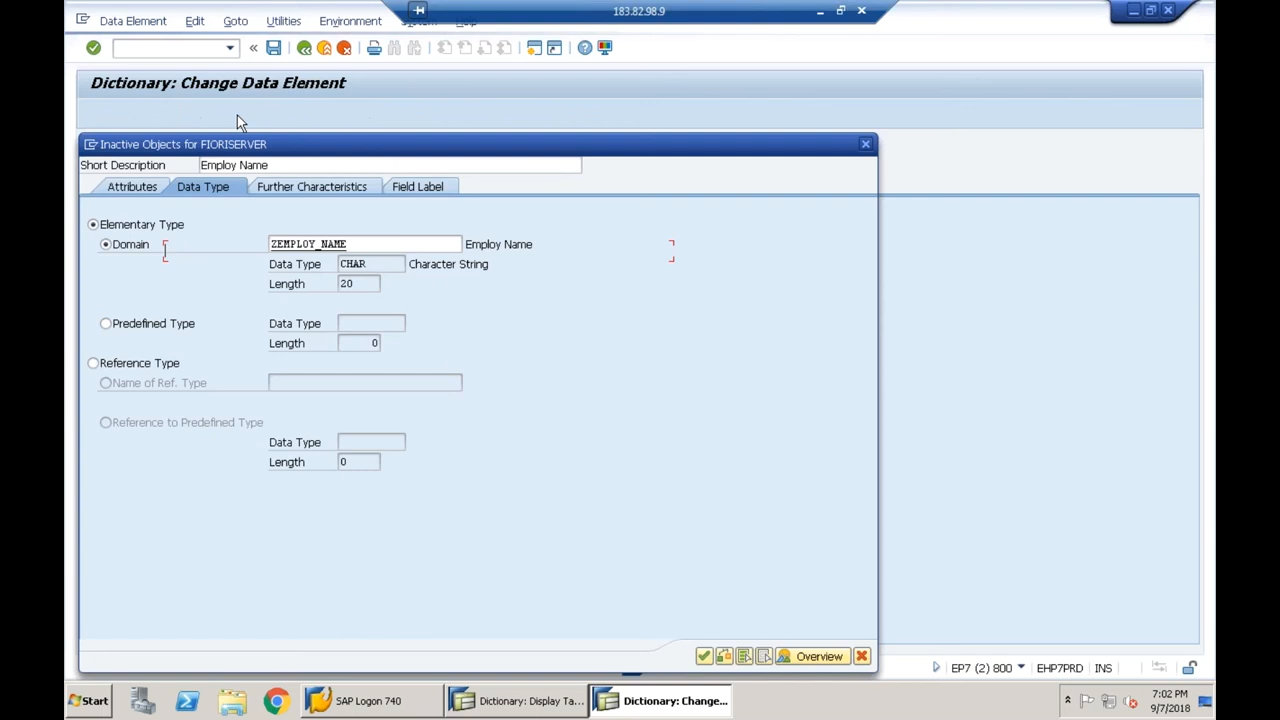 183.82.98.9
Data Element Edit Goto Utilities Environment
Dictionary: Change Data Element
Inactive Objects for FIORISERVER
Short Description Employ Name
Attributes Data Type Further Characteristics Field Label
Elementary Type
Domain ZEMPLOY_NAME Employ Name
Data Type CHAR Character String
Length 20
Predefined Type Data Type
Length 0
Reference Type
Name of Ref. Type
Reference to Predefined Type
Data Type
Length 0
Overview
EP7 (2) 800 EHP7PRD INS
Start SAP Logon 740 Dictionary: Display Ta... Dictionary: Change... 7:02 PM
9/7/2018